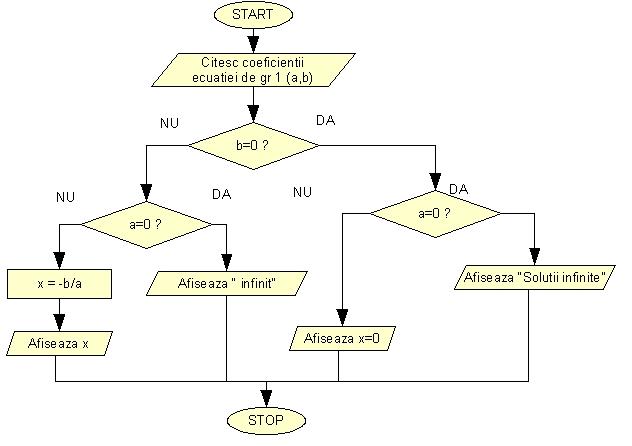 START
Citesc coeficientii
ecuatiei de gr 1 (a,b)
NU
DA
b=0 ?
NU
DA
NU
DA
a=0 ?
a=0 ?
x = -b/a
Afiseaza " infinit"
Afiseaza "Solutii infinite"
Afiseaza x
Afiseaza x=0
STOP